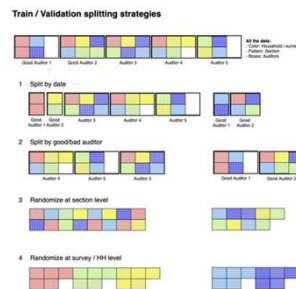 Train / Validation splitting strategies
All the data:
- Color: Household / surve
- Pattern: Section
- Boxes: Auditors
Good Auditor 1 Good Auditor 2 Auditor 3 Auditor 4 Auditor 5
1 Split by date
Good Auditor 1 Good Auditor 2 Auditor 3 Auditor 4 Auditor 5 Good Auditor 1 Good Auditor 2
2 Split by good/bad auditor
Auditor 4 Auditor 5 Auditor 3 Good Auditor 1 Good Auditor 2
3 Randomize at section level
4 Randomize at survey / HH level